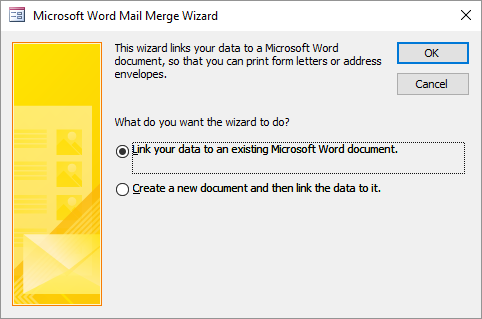 Microsoft Word Mail Merge Wizard
This wizard links your data to a Microsoft Word
document, so that you can print form letters or address
envelopes.
OK
Cancel
What do you want the wizard to do?
Link your data to an existing Microsoft Word document.
Create a new document and then link the data to it.